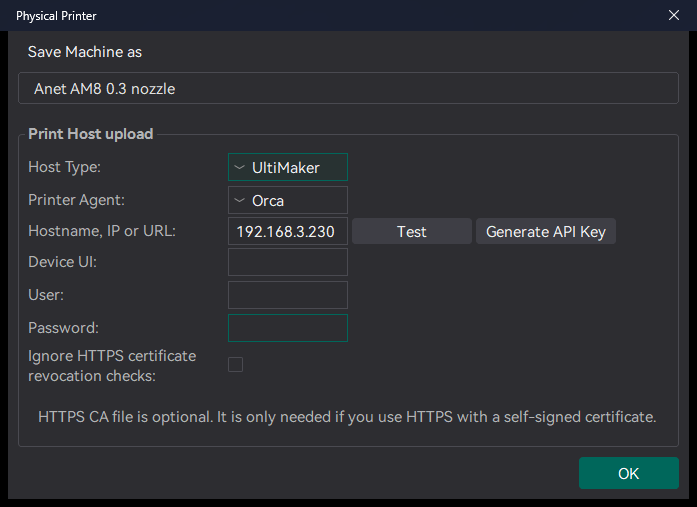 Physical Printer
Save Machine as
Anet AM8 0.3 nozzle
Print Host upload
Host Type: UltiMaker
Printer Agent: Orca
Hostname, IP or URL: 192.168.3.230 Test Generate API Key
Device UI:
User:
Password:
Ignore HTTPS certificate
revocation checks:
HTTPS CA file is optional. It is only needed if you use HTTPS with a self-signed certificate.
OK